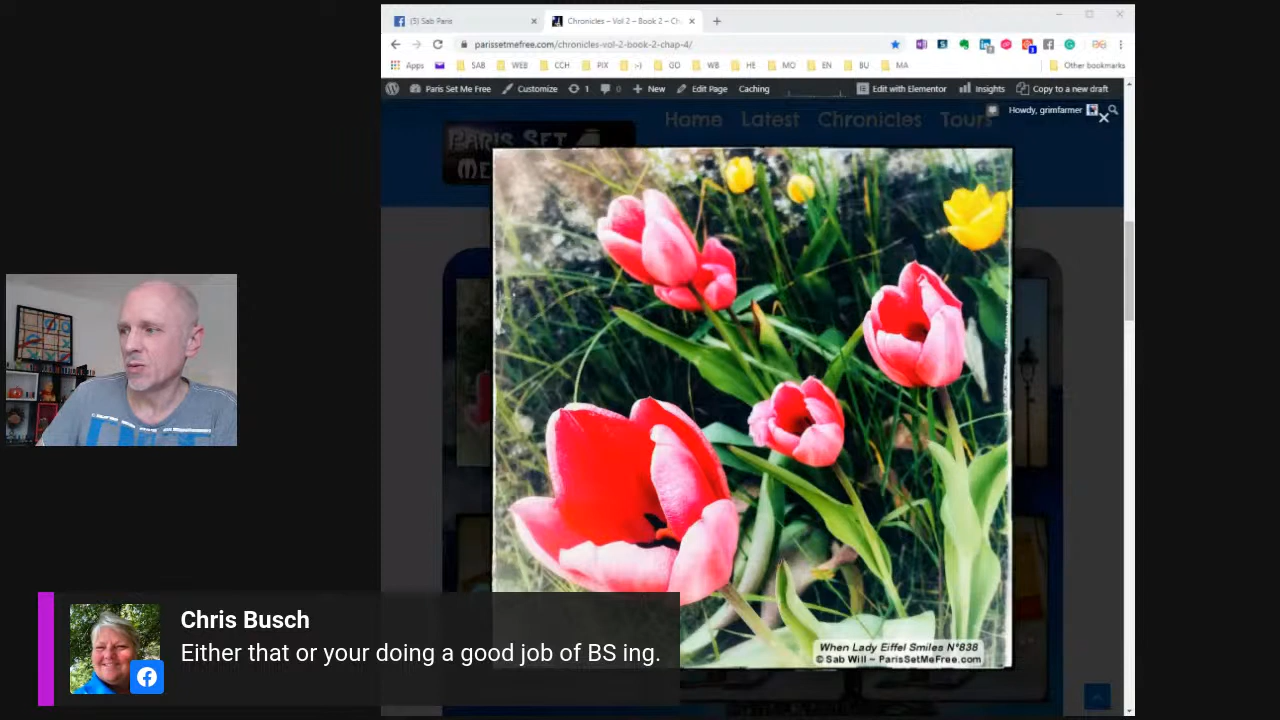 (5) Sab Paris
Chronicles – Vol 2 – Book 2 – Ch
parissetmefree.com/chronicles-vol-2-book-2-chap-4/
Apps SAB WEB CCH PIX :-) GO WB HE MO EN BU MA Other bookmarks
Paris Set Me Free Customize 1 0 New Edit Page Caching Edit with Elementor Insights Copy to a new draft
Howdy, grimfarmer
Home Latest Chronicles Tours
PARIS SET
ME
When Lady Eiffel Smiles N°838
© Sab Will ~ ParisSetMeFree.com
Chris Busch
Either that or your doing a good job of BS ing.